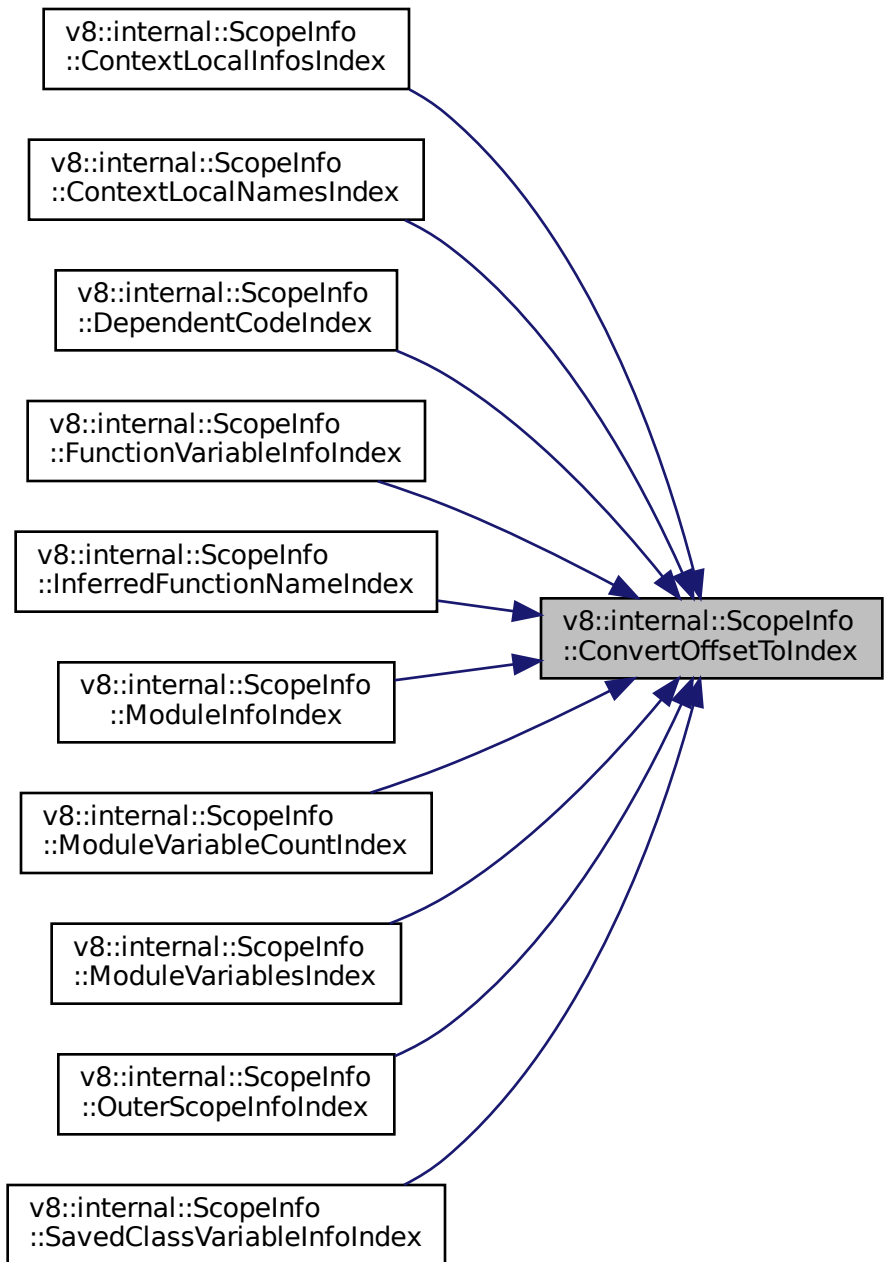 v8::internal::ScopeInfo
::ContextLocalInfosIndex
v8::internal::ScopeInfo
::ContextLocalNamesIndex
v8::internal::ScopeInfo
::DependentCodeIndex
v8::internal::ScopeInfo
::FunctionVariableInfoIndex
v8::internal::ScopeInfo
::InferredFunctionNameIndex
v8::internal::ScopeInfo
::ConvertOffsetToIndex
v8::internal::ScopeInfo
::ModuleInfoIndex
v8::internal::ScopeInfo
::ModuleVariableCountIndex
v8::internal::ScopeInfo
::ModuleVariablesIndex
v8::internal::ScopeInfo
::OuterScopeInfoIndex
v8::internal::ScopeInfo
::SavedClassVariableInfoIndex